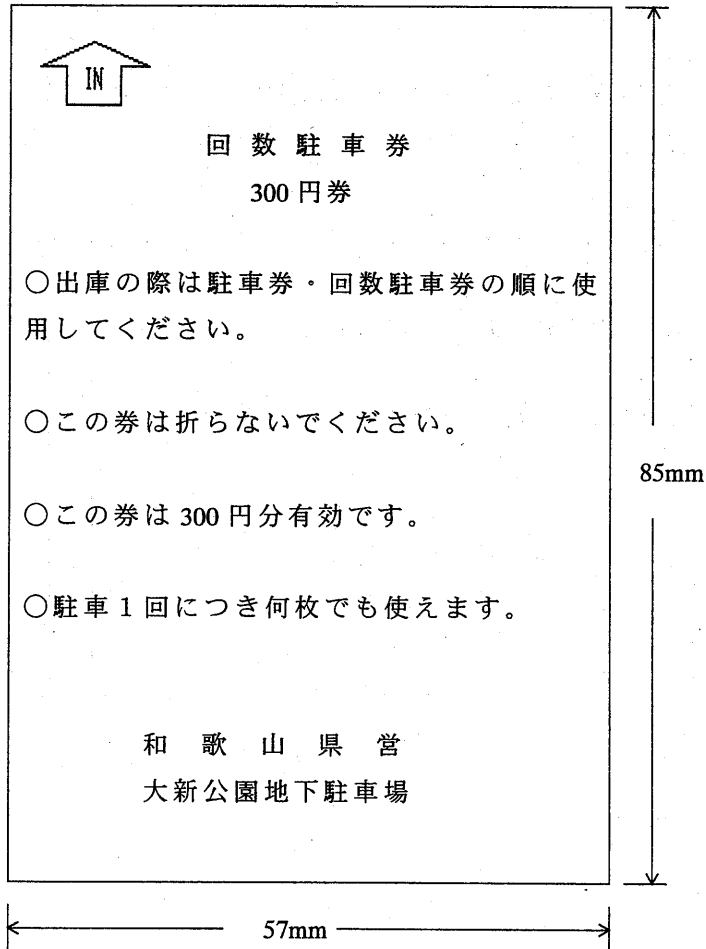 IN
回数駐車券
300円券
○出庫の際は駐車券・回数駐車券の順に使
用してください。
○この券は折らないでください。
○この券は300円分有効です。
○駐車１回につき何枚でも使えます。
和歌山県営
大新公園地下駐車場
85mm
57mm